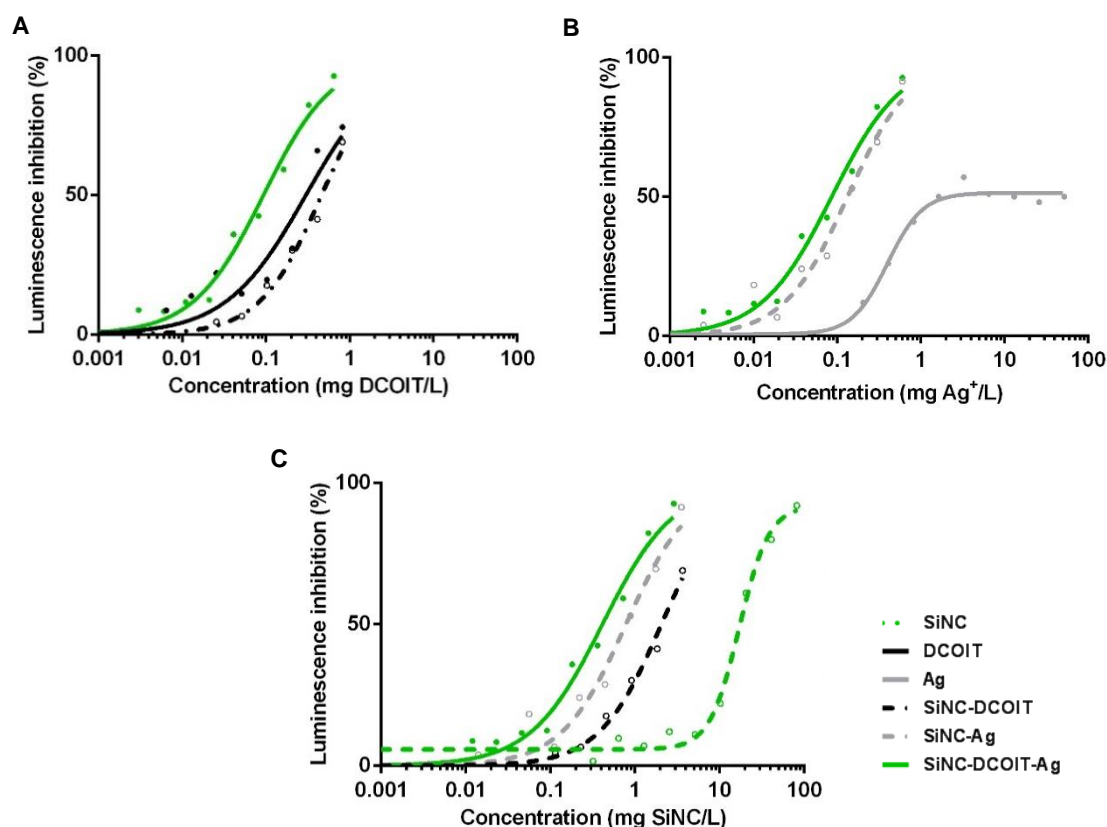 A
B
Luminescence inhibition (%)
100
50
0
0.001
0.01
0.1
1
10
100
Concentration (mg DCOIT/L)
Luminescence inhibition (%)
100
50
0
0.001
0.01
0.1
1
10
100
Concentration (mg Ag⁺/L)
C
Luminescence inhibition (%)
100
50
0
0.001
0.01
0.1
1
10
100
Concentration (mg SiNC/L)
SiNC
DCOIT
Ag
SiNC-DCOIT
SiNC-Ag
SiNC-DCOIT-Ag